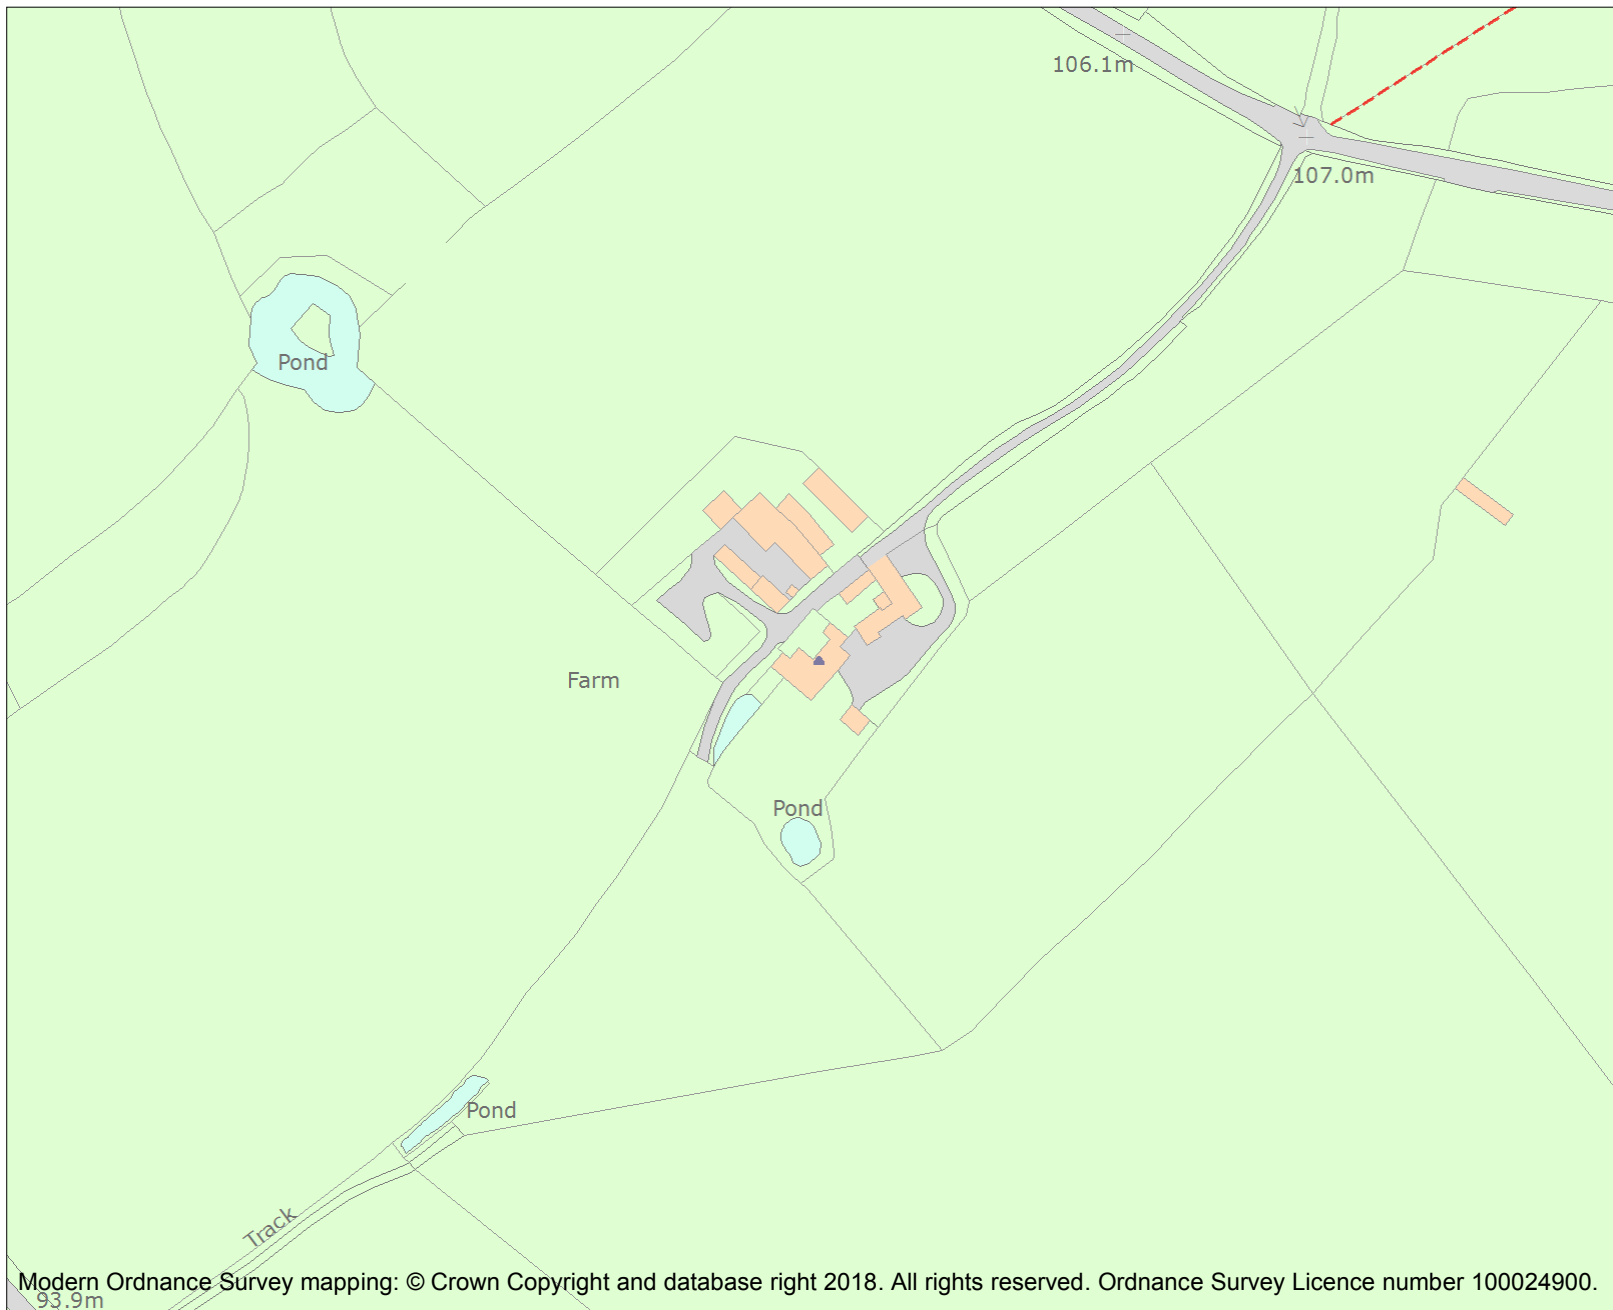 106.1m
107.0m
Pond
Farm
Pond
Pond
Track
Modern Ordnance Survey mapping: © Crown Copyright and database right 2018. All rights reserved. Ordnance Survey Licence number 100024900.
93.9m